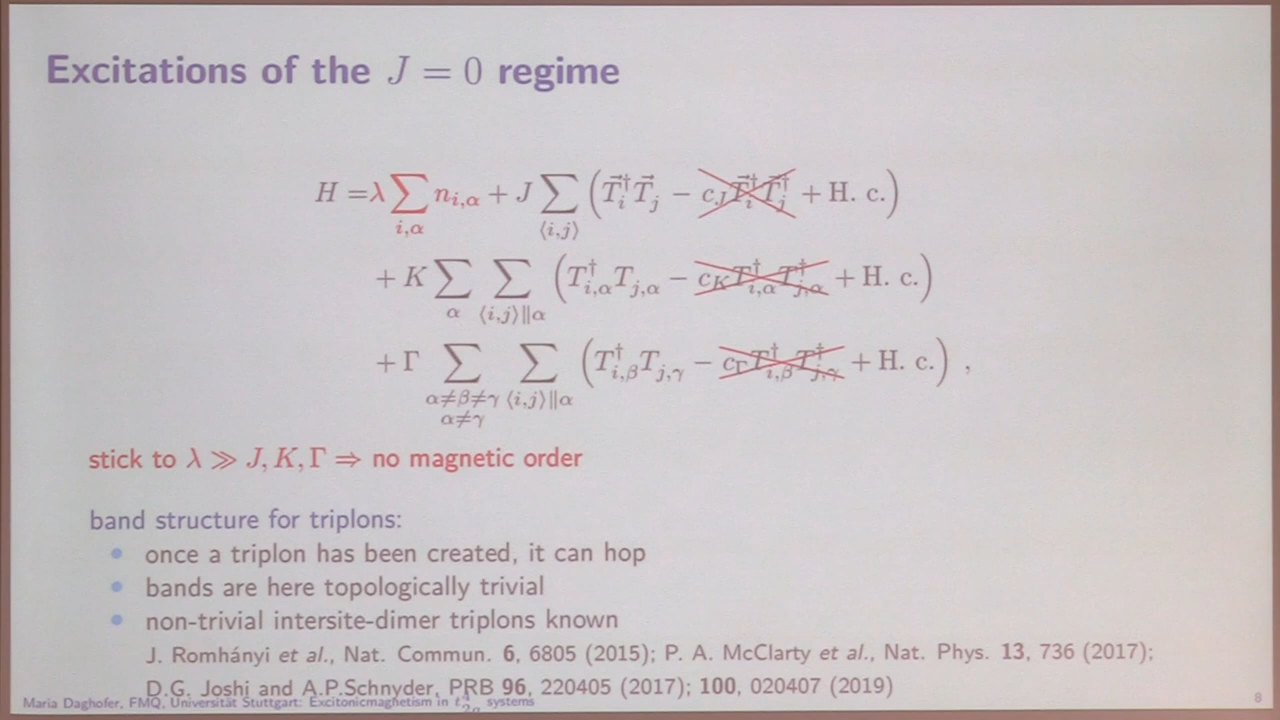 Excitations of the J = 0 regime
H =λ∑ n_{i,α} + J ∑ (T⃗_i^† T⃗_j − c_J T⃗_i^† T⃗_j^† + H. c.)
i,α ⟨i,j⟩
+ K ∑ ∑ (T_{i,α}^† T_{j,α} − c_K T_{i,α}^† T_{j,α}^† + H. c.)
α ⟨i,j⟩∥α
+ Γ ∑ ∑ (T_{i,β}^† T_{j,γ} − c_Γ T_{i,β}^† T_{j,γ}^† + H. c.) ,
α≠β≠γ ⟨i,j⟩∥α
α≠γ
stick to λ ≫ J, K, Γ ⇒ no magnetic order
band structure for triplons:
• once a triplon has been created, it can hop
• bands are here topologically trivial
• non-trivial intersite-dimer triplons known
J. Romhányi et al., Nat. Commun. 6, 6805 (2015); P. A. McClarty et al., Nat. Phys. 13, 736 (2017);
D.G. Joshi and A.P.Schnyder, PRB 96, 220405 (2017); 100, 020407 (2019)
Maria Daghofer, FMQ, Universität Stuttgart: Excitonicmagnetism in t_{2g}^4 systems
8